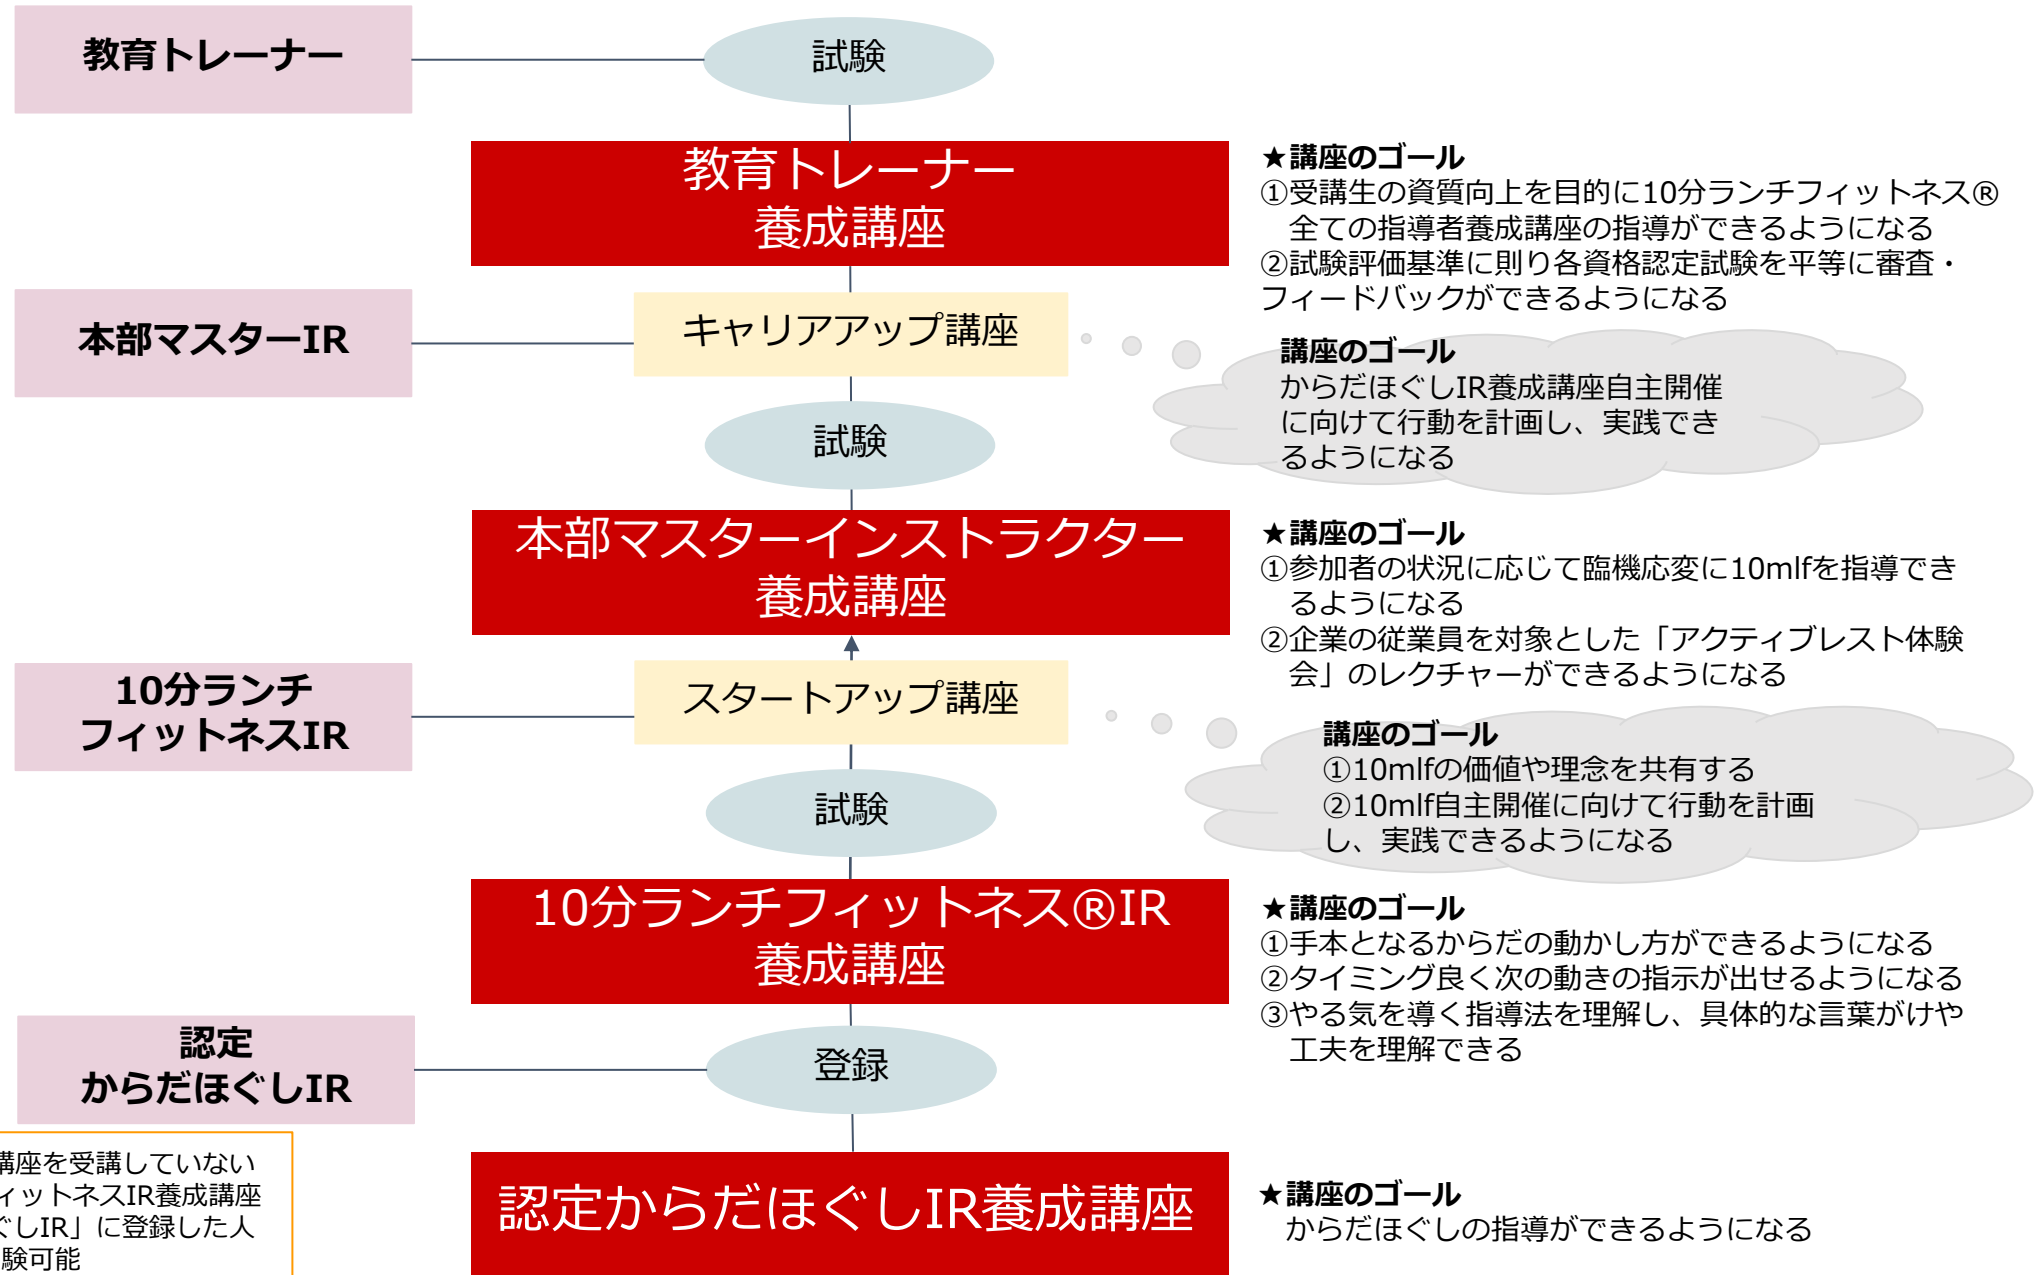 教育トレーナー
試験
教育トレーナー
養成講座
★講座のゴール
①受講生の資質向上を目的に10分ランチフィットネス®
全ての指導者養成講座の指導ができるようになる
②試験評価基準に則り各資格認定試験を平等に審査・
フィードバックができるようになる
本部マスターIR
キャリアアップ講座
講座のゴール
からだほぐしIR養成講座自主開催
に向けて行動を計画し、実践でき
るようになる
試験
本部マスターインストラクター
養成講座
★講座のゴール
①参加者の状況に応じて臨機応変に10mlfを指導でき
るようになる
②企業の従業員を対象とした「アクティブレスト体験
会」のレクチャーができるようになる
10分ランチ
フィットネスIR
スタートアップ講座
講座のゴール
①10mlfの価値や理念を共有する
②10mlf自主開催に向けて行動を計画
し、実践できるようになる
試験
10分ランチフィットネス®IR
養成講座
★講座のゴール
①手本となるからだの動かし方ができるようになる
②タイミング良く次の動きの指示が出せるようになる
③やる気を導く指導法を理解し、具体的な言葉がけや
工夫を理解できる
認定
からだほぐしIR
登録
講座を受講していない
ィットネスIR養成講座
ぐしIR」に登録した人
験可能
認定からだほぐしIR養成講座
★講座のゴール
からだほぐしの指導ができるようになる